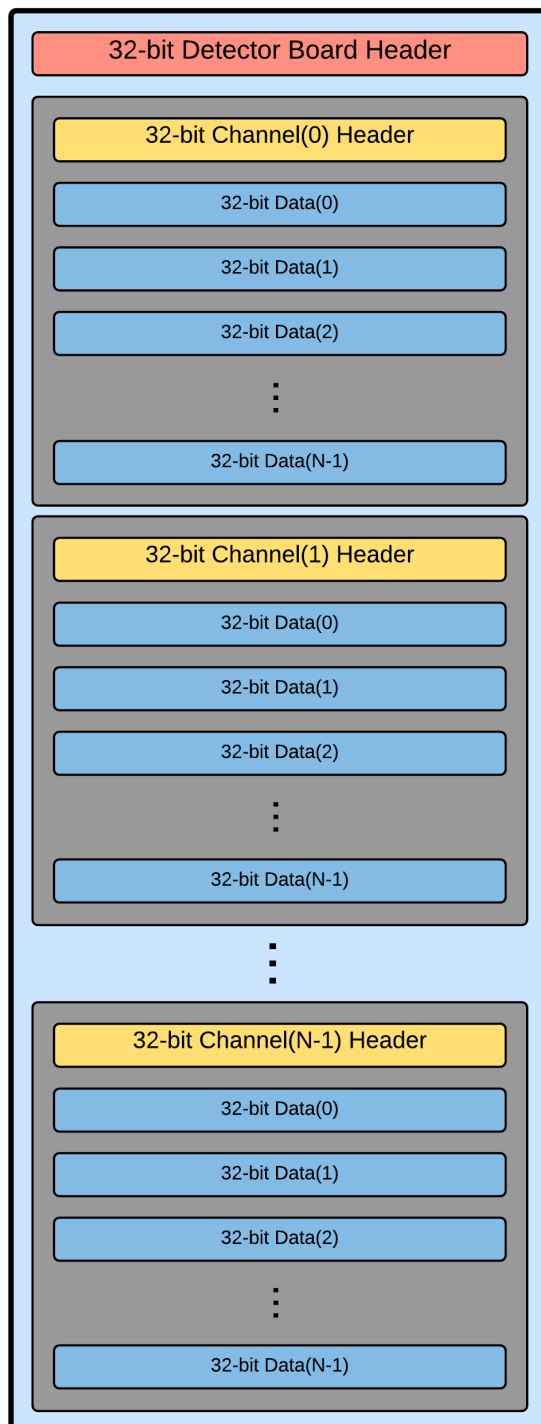 32-bit Detector Board Header
32-bit Channel(0) Header
32-bit Data(0)
32-bit Data(1)
32-bit Data(2)
⋮
32-bit Data(N-1)
32-bit Channel(1) Header
32-bit Data(0)
32-bit Data(1)
32-bit Data(2)
⋮
32-bit Data(N-1)
⋮
32-bit Channel(N-1) Header
32-bit Data(0)
32-bit Data(1)
32-bit Data(2)
⋮
32-bit Data(N-1)